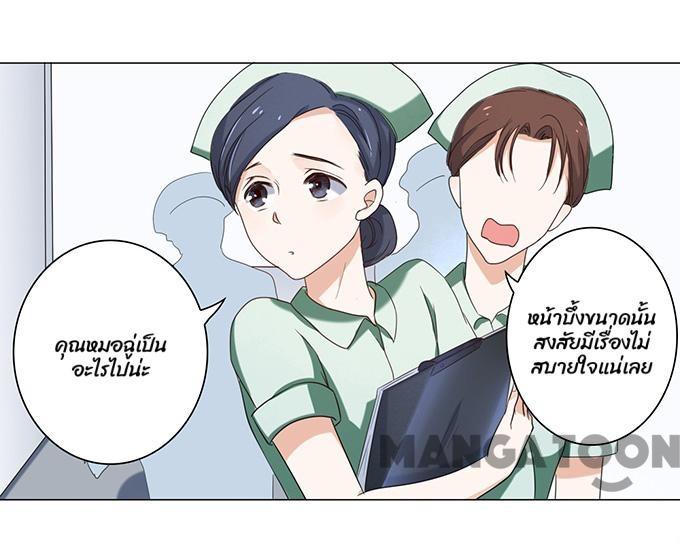 คุณหมอฉู่เป็น
อะไรไปน่ะ
หน้าบึ้งขนาดนั้น
สงสัยมีเรื่องไม่
สบายใจแน่เลย
MANGATOON